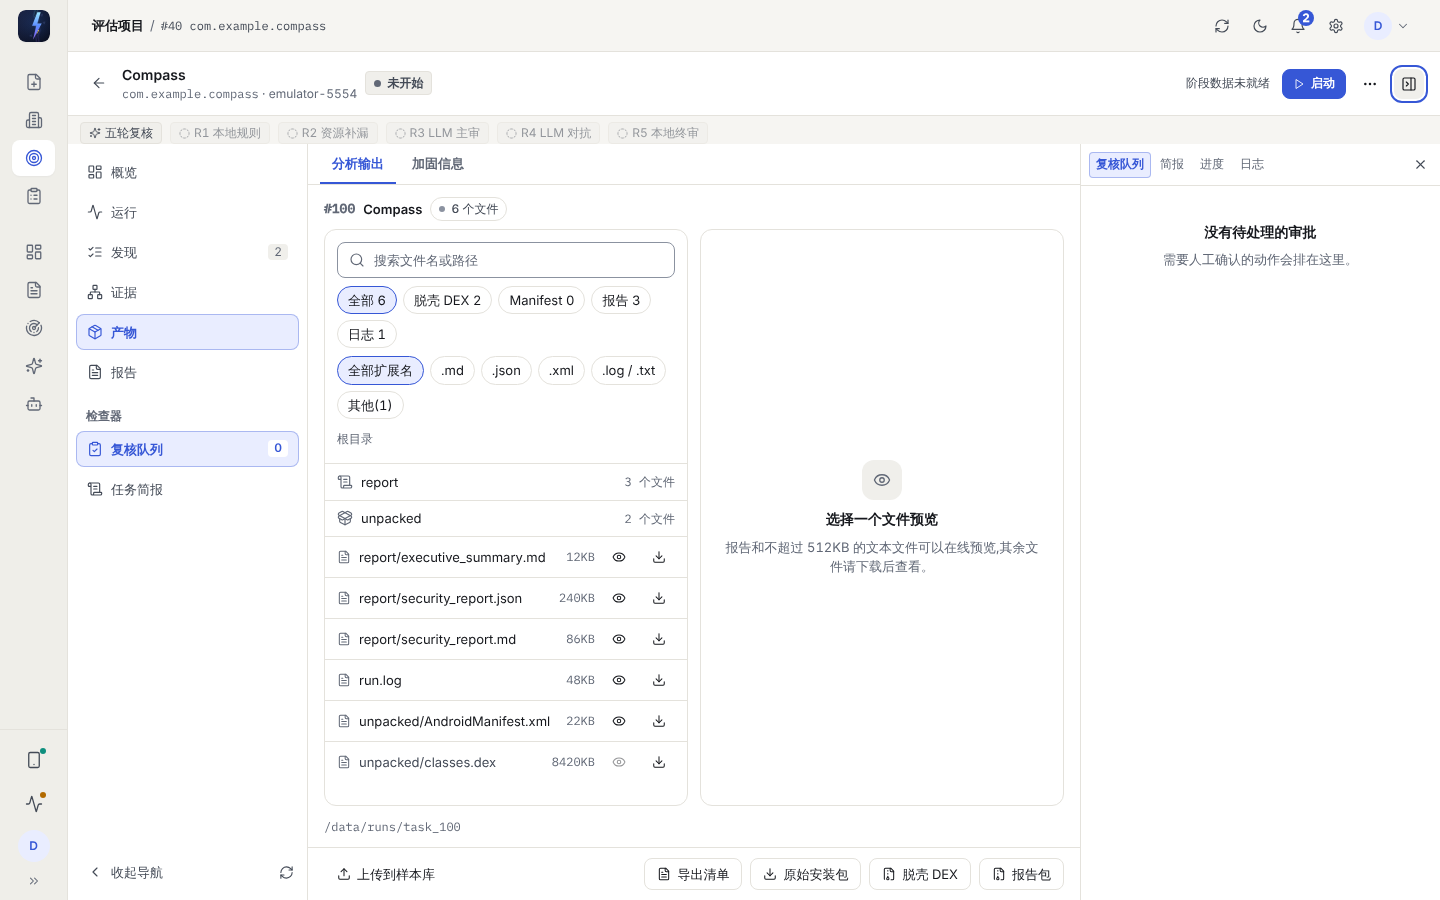 评估项目 / #40 com.example.compass
2
D
Compass
com.example.compass · emulator-5554
未开始
阶段数据未就绪
启动
五轮复核
R1 本地规则
R2 资源补漏
R3 LLM 主审
R4 LLM 对抗
R5 本地终审
概览
运行
发现 2
证据
产物
报告
检查器
复核队列 0
任务简报
收起导航
D
分析输出
加固信息
#100 Compass 6 个文件
搜索文件名或路径
全部 6
脱壳 DEX 2
Manifest 0
报告 3
日志 1
全部扩展名
.md
.json
.xml
.log / .txt
其他(1)
根目录
report 3 个文件
unpacked 2 个文件
report/executive_summary.md 12KB
report/security_report.json 240KB
report/security_report.md 86KB
run.log 48KB
unpacked/AndroidManifest.xml 22KB
unpacked/classes.dex 8420KB
选择一个文件预览
报告和不超过 512KB 的文本文件可以在线预览,其余文
件请下载后查看。
/data/runs/task_100
上传到样本库
导出清单
原始安装包
脱壳 DEX
报告包
复核队列
简报
进度
日志
没有待处理的审批
需要人工确认的动作会排在这里。